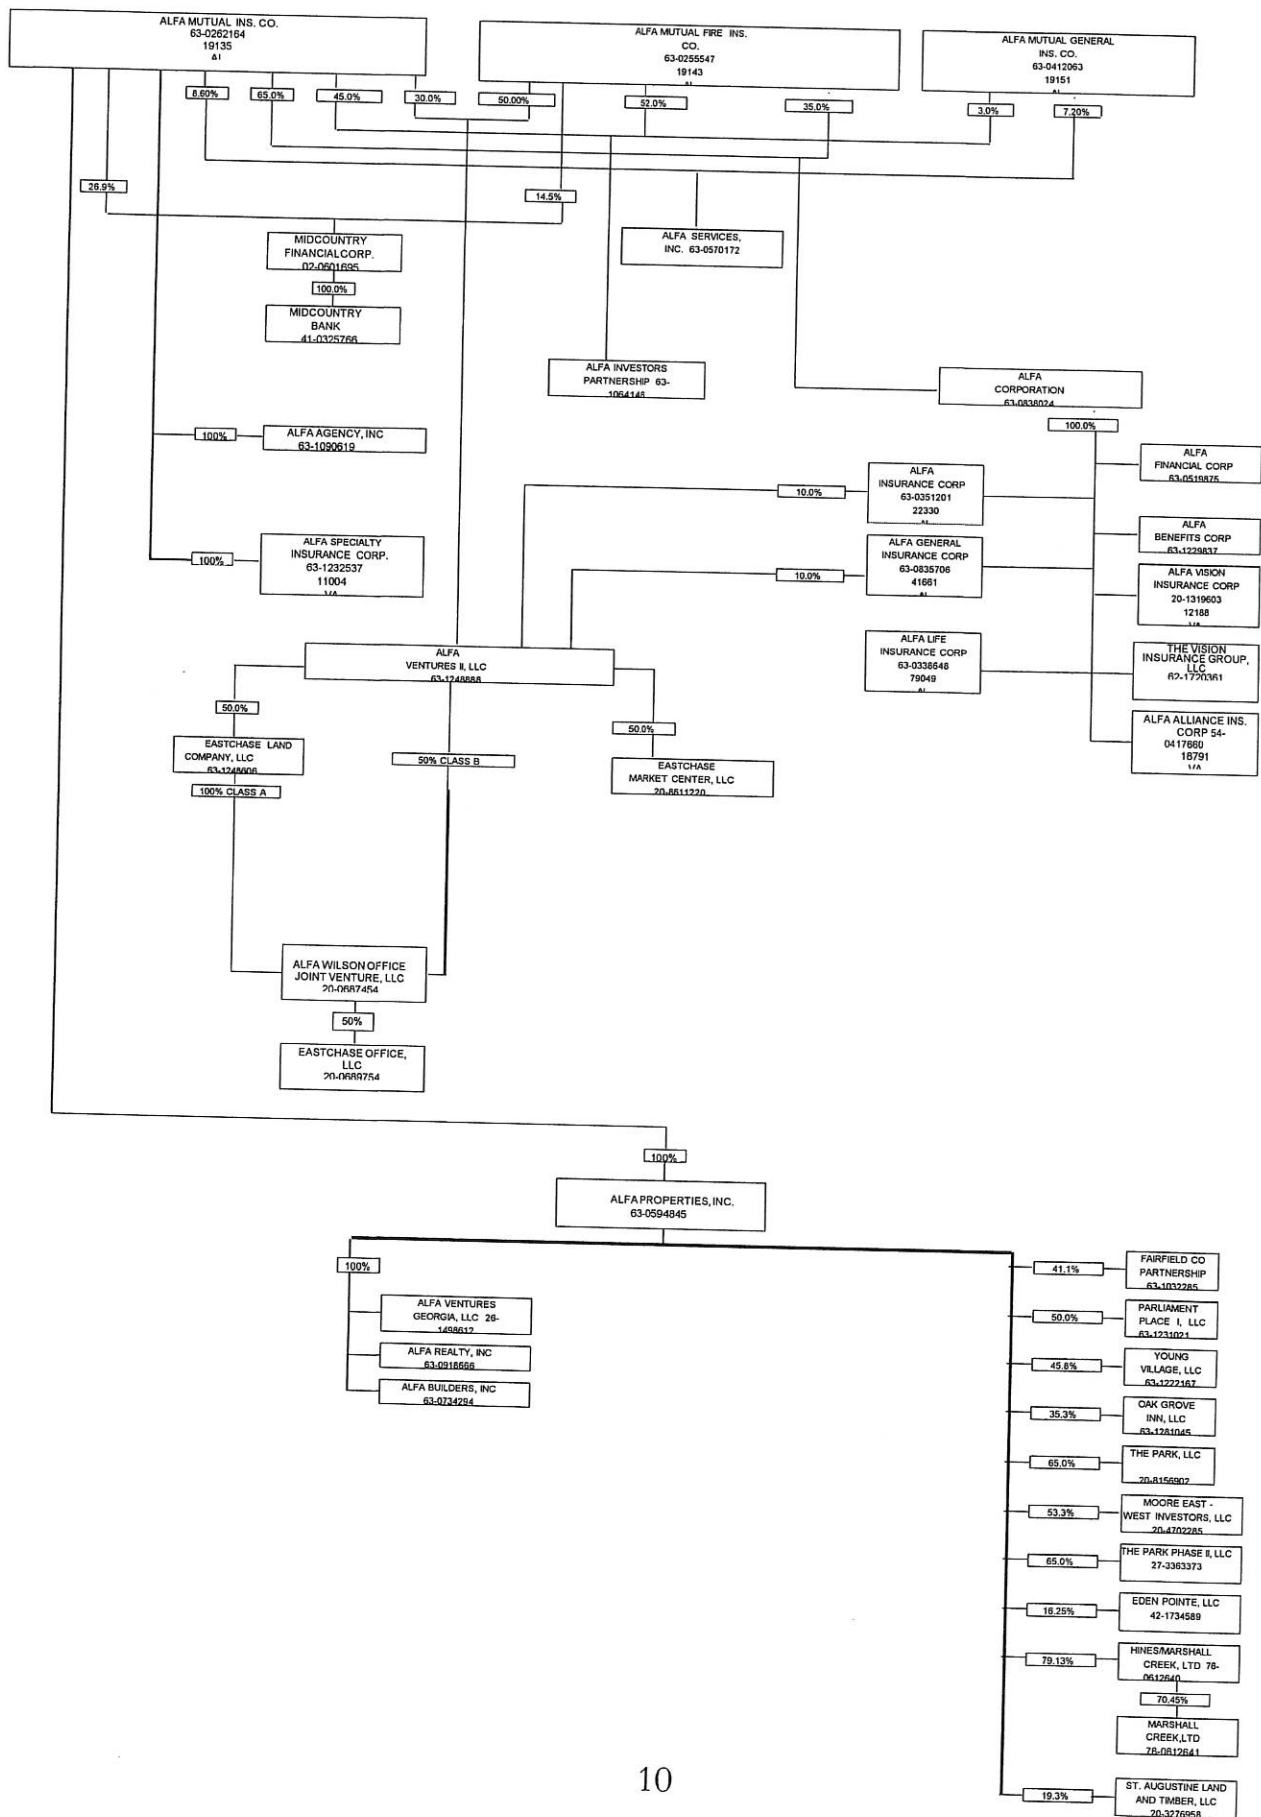 ALFA MUTUAL INS. CO.
63-0262164
19135
AL
ALFA MUTUAL FIRE INS.
CO.
63-0255547
19143
AL
ALFA MUTUAL GENERAL
INS. CO.
63-0412063
19151
AL
8.60%
65.0%
45.0%
30.0%
50.00%
52.0%
35.0%
3.0%
7.20%
26.9%
14.5%
MIDCOUNTRY
FINANCIAL CORP.
02-0601695
100.0%
MIDCOUNTRY
BANK
41-0325766
ALFA SERVICES,
INC. 63-0570172
ALFA INVESTORS
PARTNERSHIP 63-
1064146
ALFA
CORPORATION
63-0838024
100.0%
100%
ALFA AGENCY, INC
63-1090619
100%
ALFA SPECIALTY
INSURANCE CORP.
63-1232537
11004
VA
10.0%
ALFA
INSURANCE CORP
63-0351201
22330
AL
10.0%
ALFA GENERAL
INSURANCE CORP
63-0835706
41661
AL
ALFA LIFE
INSURANCE CORP
63-0338648
79049
AL
ALFA
FINANCIAL CORP
63-0519875
ALFA
BENEFITS CORP
63-1229837
ALFA VISION
INSURANCE CORP
20-1319603
12188
VA
THE VISION
INSURANCE GROUP,
LLC
62-1720361
ALFA ALLIANCE INS.
CORP 54-
0417660
18791
VA
ALFA
VENTURES II, LLC
63-1248888
50.0%
EASTCHASE LAND
COMPANY, LLC
63-1248606
100% CLASS A
50% CLASS B
50.0%
EASTCHASE
MARKET CENTER, LLC
20-8611220
ALFA WILSON OFFICE
JOINT VENTURE, LLC
20-0687454
50%
EASTCHASE OFFICE,
LLC
20-0689754
100%
ALFA PROPERTIES, INC.
63-0594845
100%
ALFA VENTURES
GEORGIA, LLC 26-
1498612
ALFA REALTY, INC
63-0918666
ALFA BUILDERS, INC
63-0734294
41.1%
FAIRFIELD CO
PARTNERSHIP
63-1032285
50.0%
PARLIAMENT
PLACE I, LLC
63-1231021
45.8%
YOUNG
VILLAGE, LLC
63-1222167
35.3%
OAK GROVE
INN, LLC
63-1281045
65.0%
THE PARK, LLC
20-8156902
53.3%
MOORE EAST -
WEST INVESTORS, LLC
20-4702285
65.0%
THE PARK PHASE II, LLC
27-3363373
16.25%
EDEN POINTE, LLC
42-1734589
79.13%
HINES/MARSHALL
CREEK, LTD 76-
0612640
70.45%
MARSHALL
CREEK, LTD
76-0612641
19.3%
ST. AUGUSTINE LAND
AND TIMBER, LLC
20-3276958
10